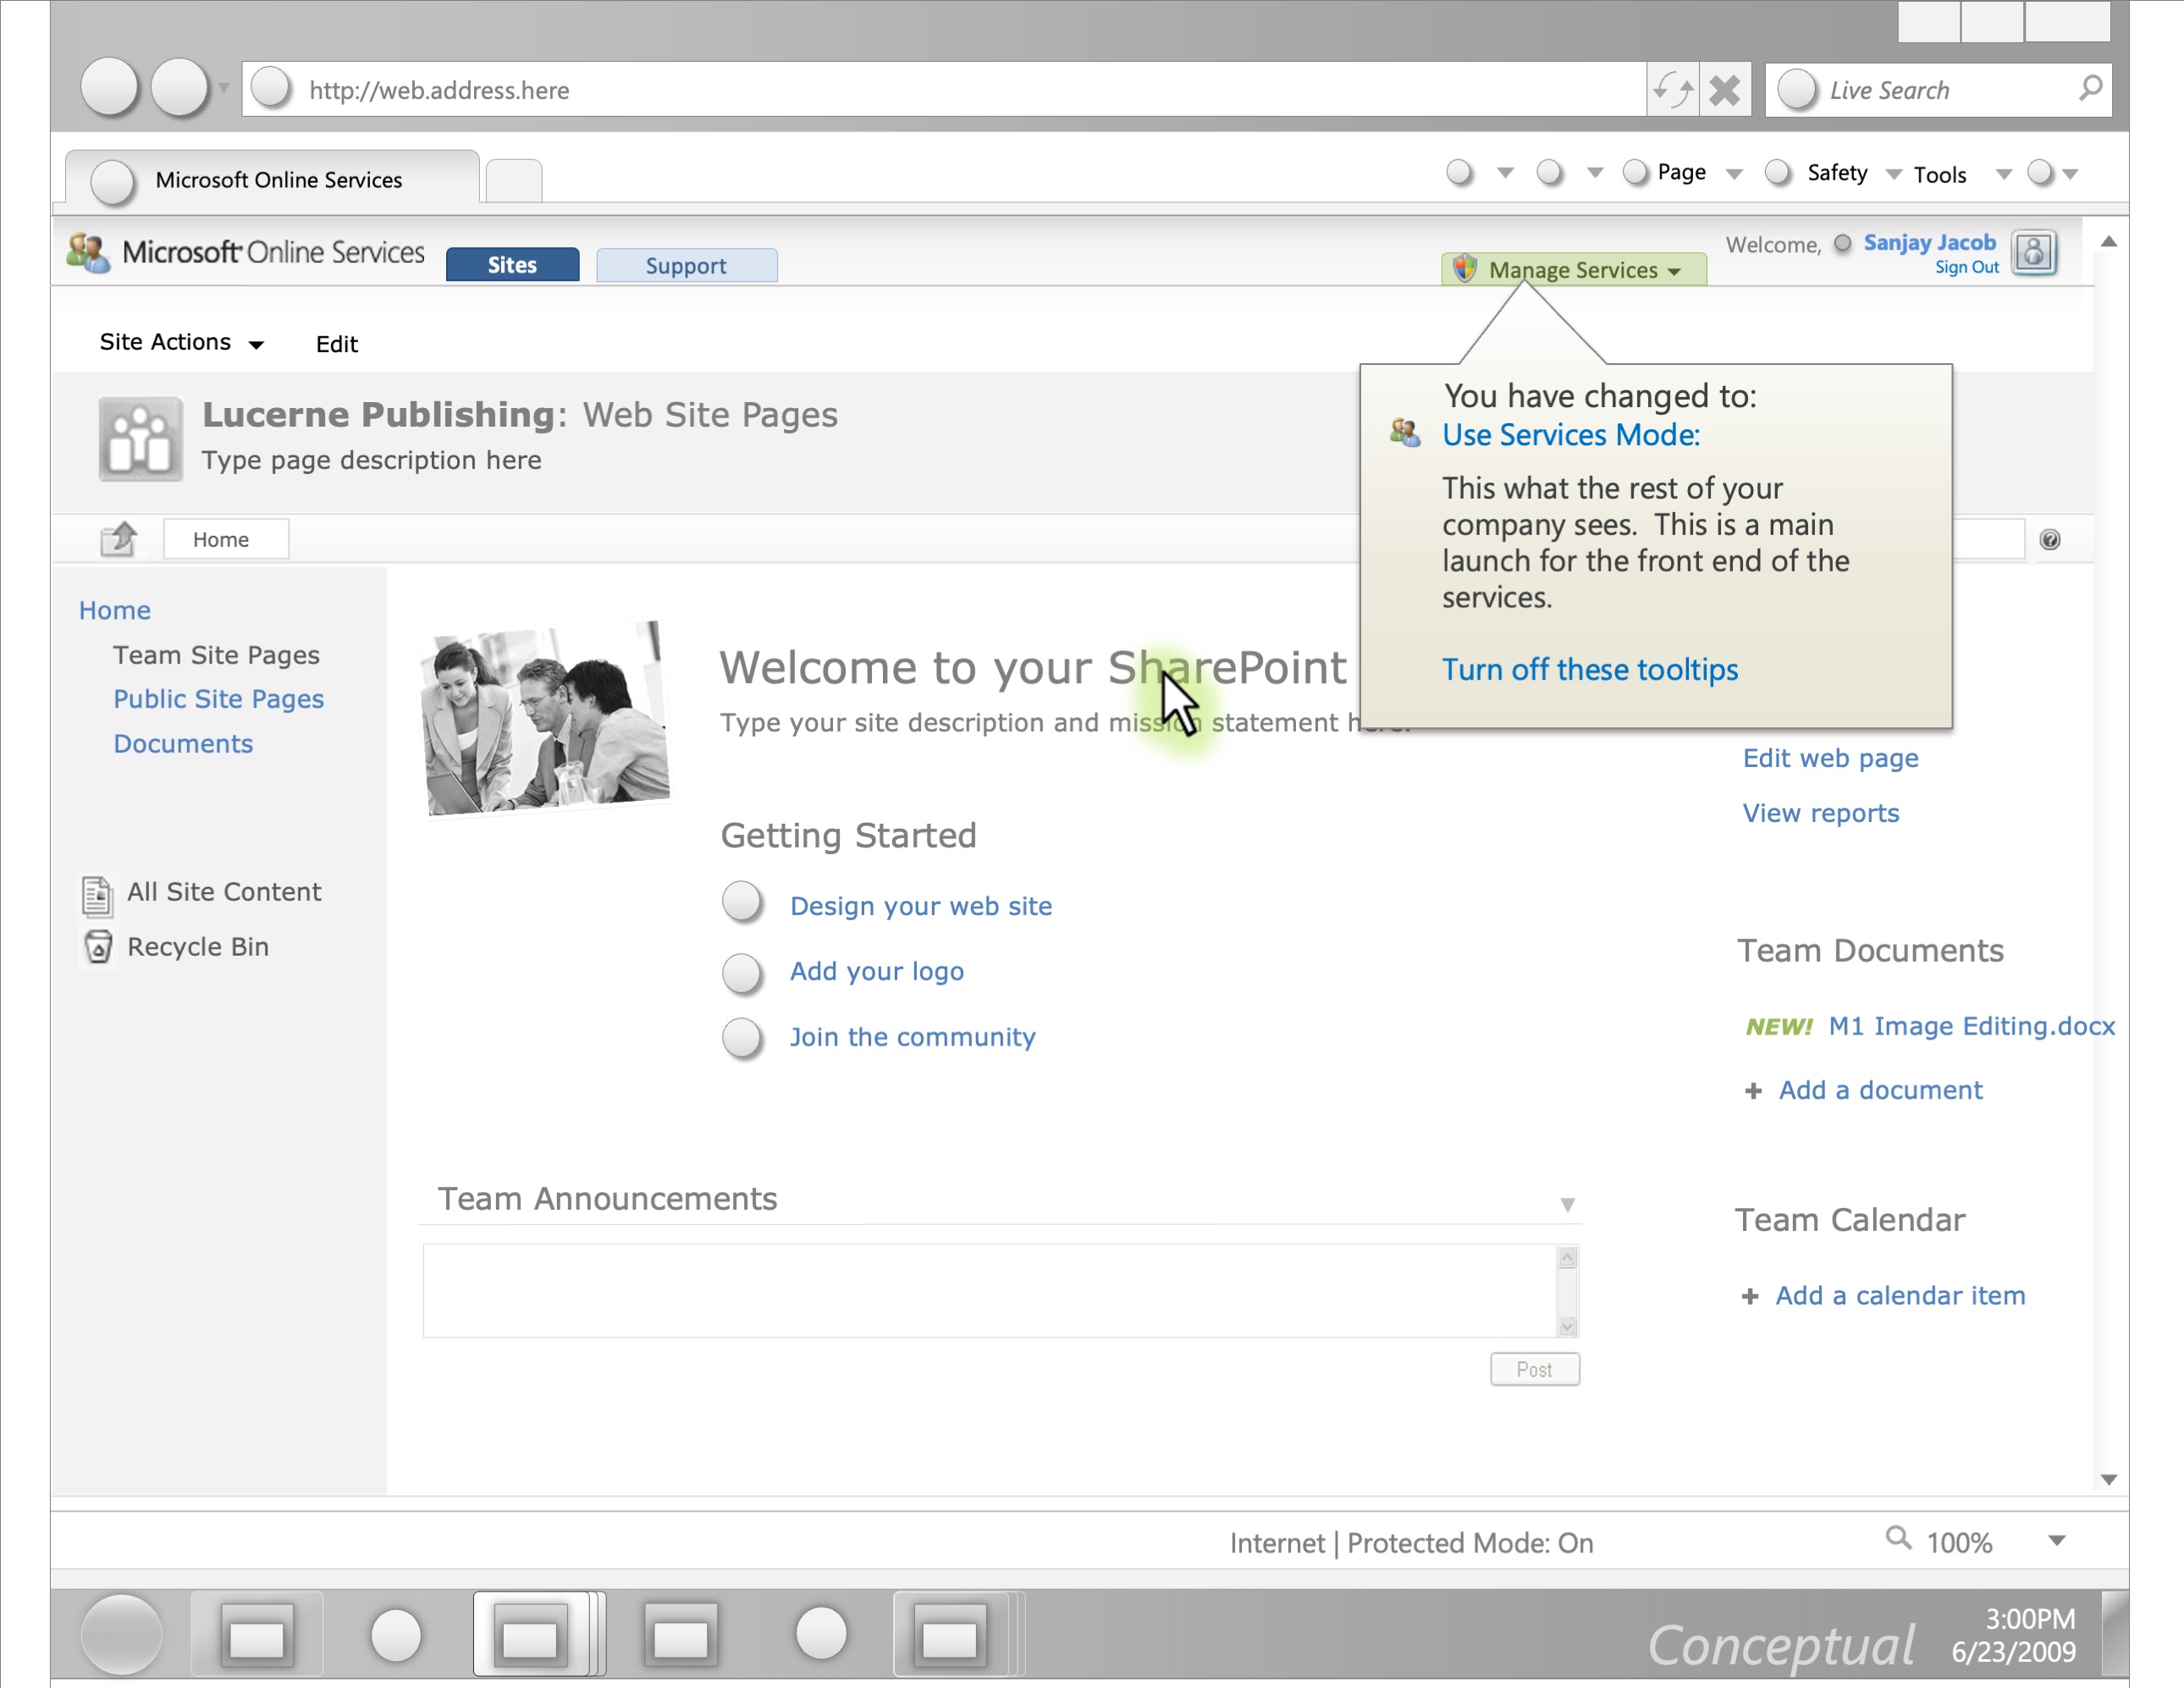 http://web.address.here
Live Search
Microsoft Online Services
Page
Safety
Tools
Microsoft Online Services
Sites
Support
Manage Services
Welcome,
Sanjay Jacob
Sign Out
Site Actions
Edit
You have changed to:
Use Services Mode:
This what the rest of your
company sees.  This is a main
launch for the front end of the
services.
Turn off these tooltips
Lucerne Publishing: Web Site Pages
Type page description here
Home
Home
Team Site Pages
Public Site Pages
Documents
All Site Content
Recycle Bin
Welcome to your SharePoint
Type your site description and mission statement here.
Getting Started
Design your web site
Add your logo
Join the community
Edit web page
View reports
Team Documents
NEW! M1 Image Editing.docx
+ Add a document
Team Announcements
Post
Team Calendar
+ Add a calendar item
Internet | Protected Mode: On
100%
Conceptual
3:00PM
6/23/2009